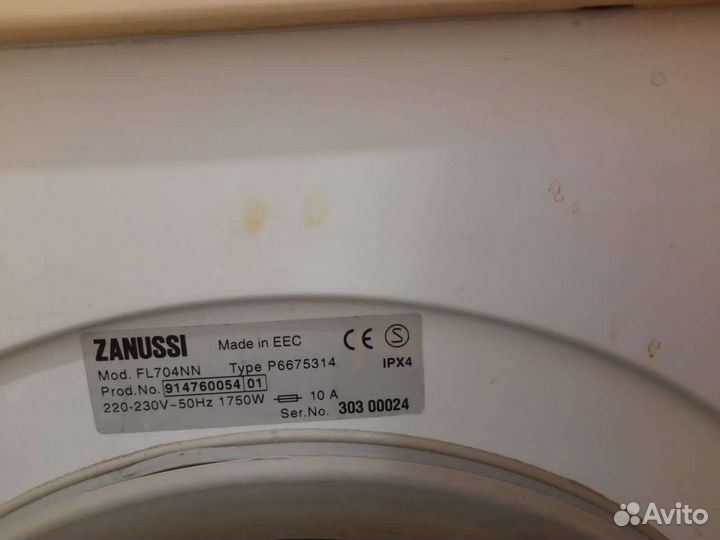 ZANUSSI Made in EEC CE S
Mod. FL704NN Type P6675314 IPX4
Prod.No. 914760054 01
220-230V~50Hz 1750W 10 A
Ser.No. 303 00024
Avito